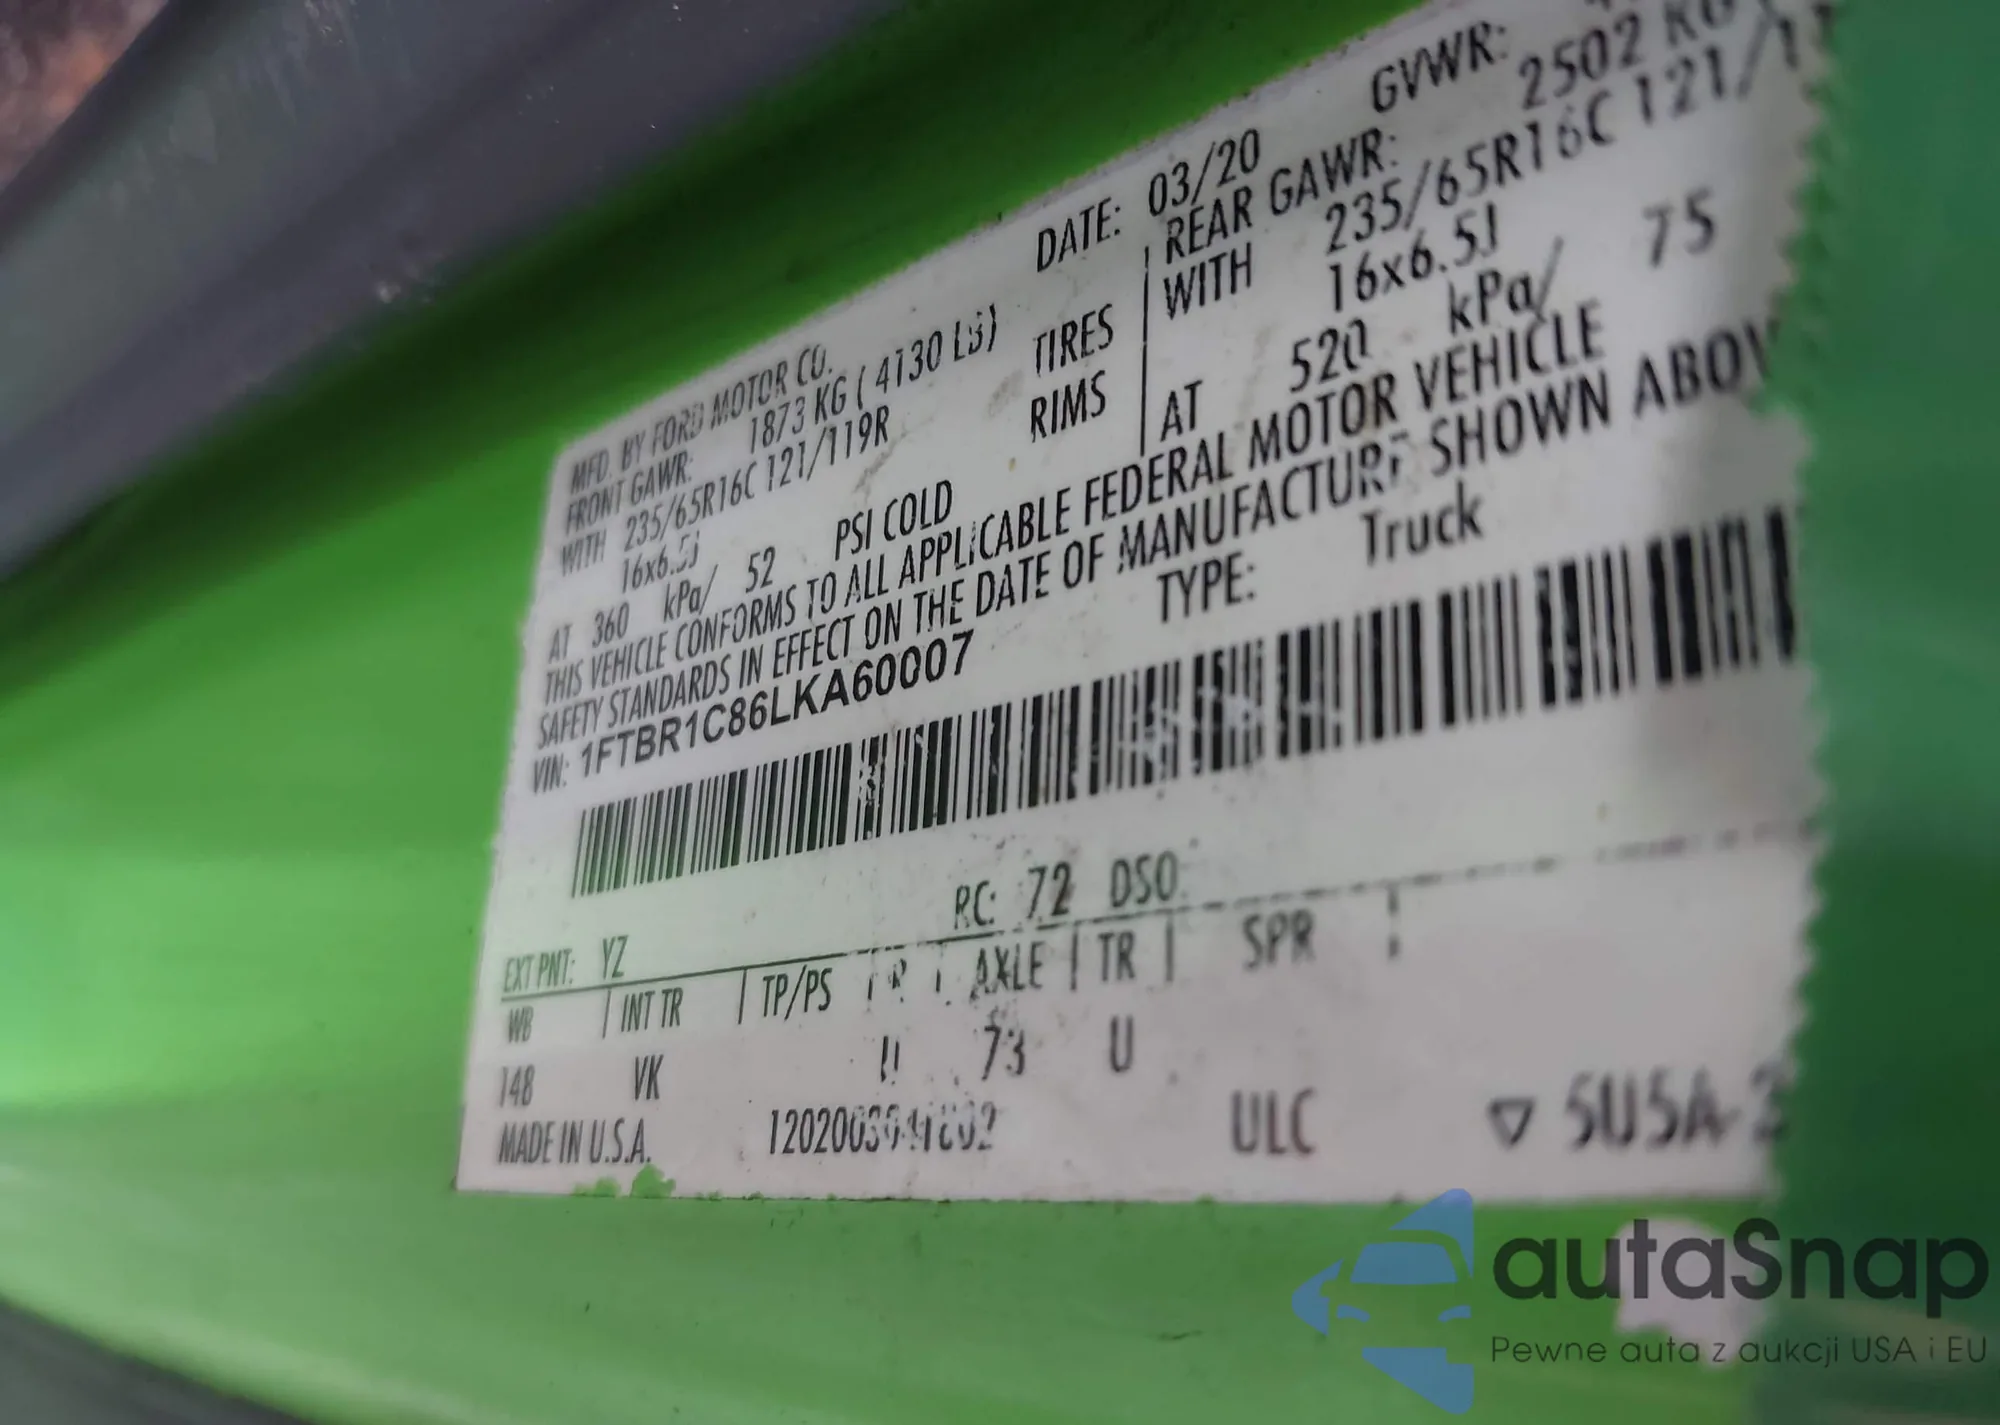 MFD. BY FORD MOTOR CO.
DATE: 03/20 GVWR:
FRONT GAWR: 1873 KG ( 4130 LB) REAR GAWR: 2502 KG
WITH 235/65R16C 121/119R TIRES WITH 235/65R16C
16x6.5J RIMS 16x6.5J
AT 360 kPa/ 52 PSI COLD AT 520 kPa/ 75
THIS VEHICLE CONFORMS TO ALL APPLICABLE FEDERAL MOTOR VEHICLE
SAFETY STANDARDS IN EFFECT ON THE DATE OF MANUFACTURE SHOWN
VIN: 1FTBR1C86LKA60007 TYPE: Truck
EXT PNT: YZ RC: 72 DSO:
WB INT TR TP/PS R AXLE TR SPR
148 VK 73 U
MADE IN U.S.A. ULC
autaSnap
Pewne auta z aukcji USA i EU